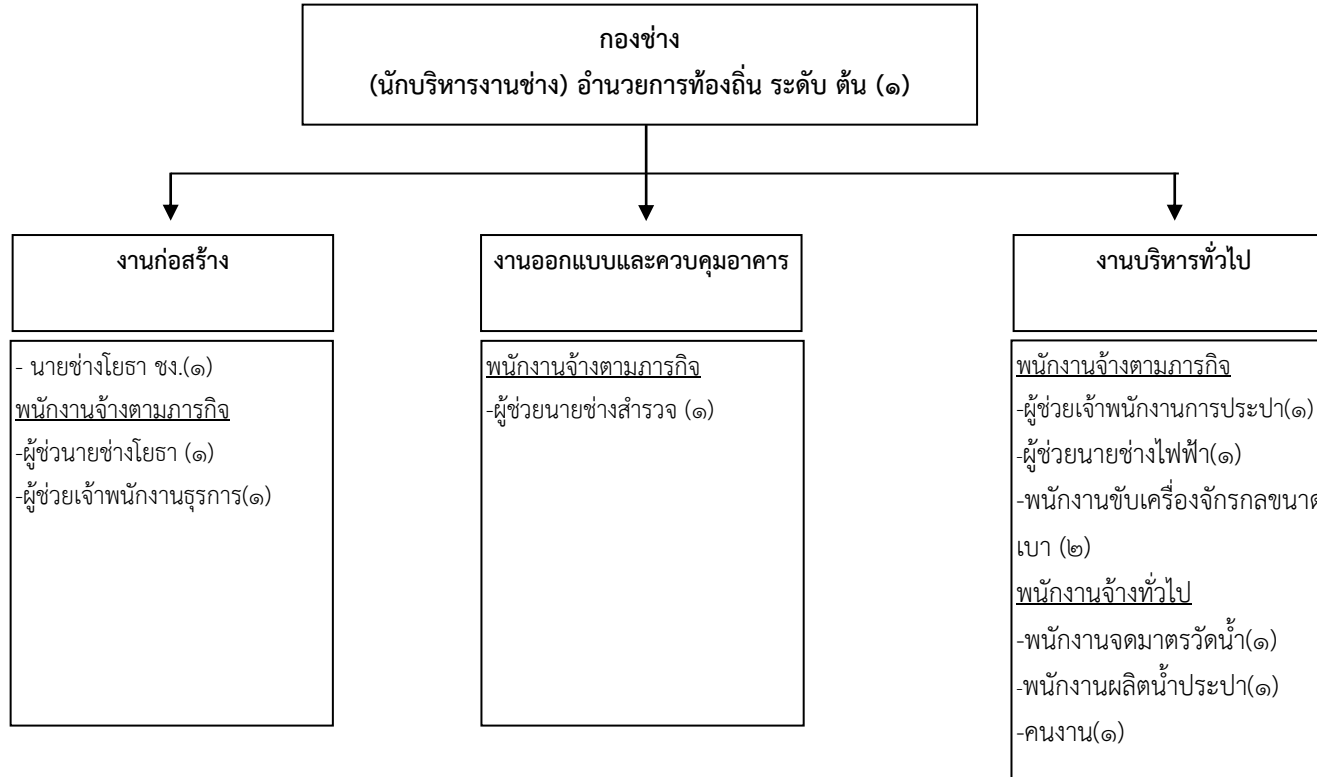 กองช่าง
(นักบริหารงานช่าง) อำนวยการท้องถิ่น ระดับ ต้น (๑)
งานก่อสร้าง
- นายช่างโยธา ชง.(๑)
พนักงานจ้างตามภารกิจ
-ผู้ช่วนายช่างโยธา (๑)
-ผู้ช่วยเจ้าพนักงานธุรการ(๑)
งานออกแบบและควบคุมอาคาร
พนักงานจ้างตามภารกิจ
-ผู้ช่วยนายช่างสำรวจ (๑)
งานบริหารทั่วไป
พนักงานจ้างตามภารกิจ
-ผู้ช่วยเจ้าพนักงานการประปา(๑)
-ผู้ช่วยนายช่างไฟฟ้า(๑)
-พนักงานขับเครื่องจักรกลขนาด
เบา (๒)
พนักงานจ้างทั่วไป
-พนักงานจดมาตรวัดน้ำ(๑)
-พนักงานผลิตน้ำประปา(๑)
-คนงาน(๑)